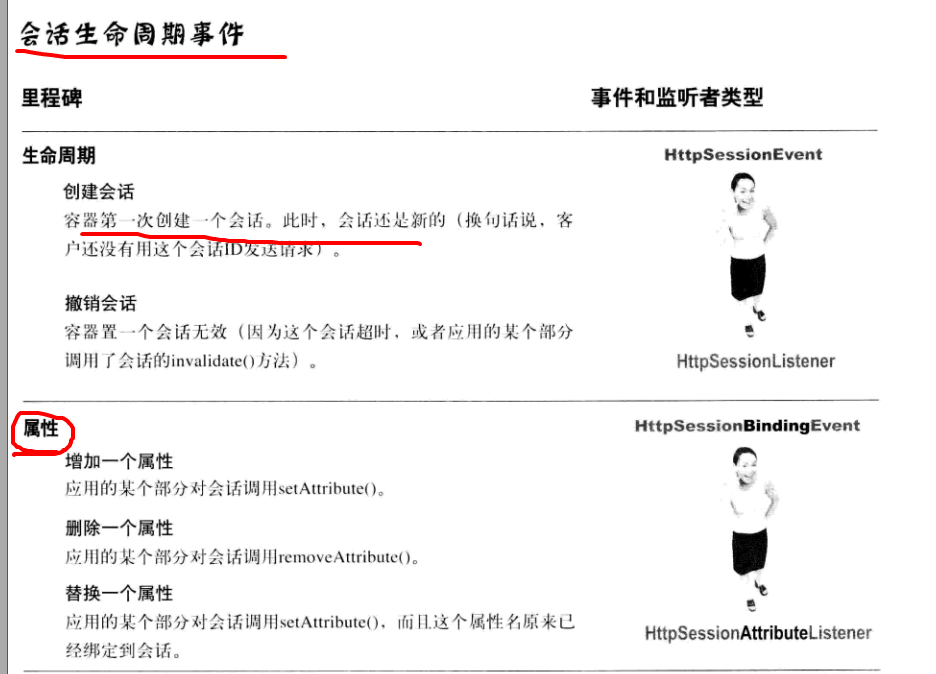 会话生命周期事件
里程碑
事件和监听者类型
生命周期
HttpSessionEvent
创建会话
容器第一次创建一个会话。此时，会话还是新的（换句话说，客
户还没有用这个会话ID发送请求）。
撤销会话
容器置一个会话无效（因为这个会话超时，或者应用的某个部分
调用了会话的invalidate()方法）。
HttpSessionListener
属性
HttpSessionBindingEvent
增加一个属性
应用的某个部分对会话调用setAttribute()。
删除一个属性
应用的某个部分对会话调用removeAttribute()。
替换一个属性
应用的某个部分对会话调用setAttribute()，而且这个属性名原来已
经绑定到会话。
HttpSessionAttributeListener